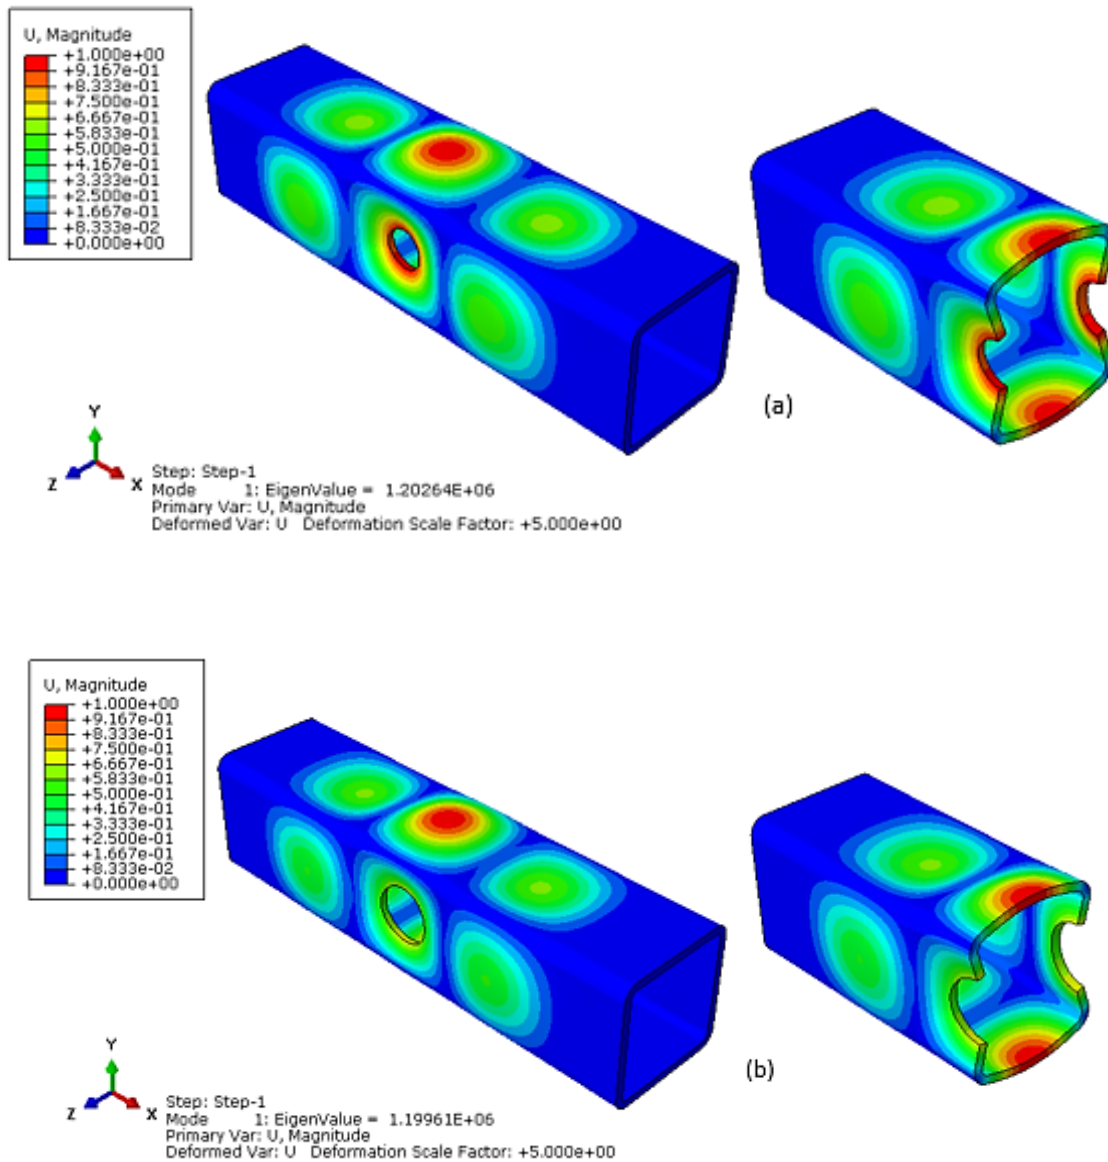 U, Magnitude
+1.000e+00
+9.167e-01
+8.333e-01
+7.500e-01
+6.667e-01
+5.833e-01
+5.000e-01
+4.167e-01
+3.333e-01
+2.500e-01
+1.667e-01
+8.333e-02
+0.000e+00
(a)
Y
Z X
Step: Step-1
Mode 1: EigenValue = 1.20264E+06
Primary Var: U, Magnitude
Deformed Var: U Deformation Scale Factor: +5.000e+00
U, Magnitude
+1.000e+00
+9.167e-01
+8.333e-01
+7.500e-01
+6.667e-01
+5.833e-01
+5.000e-01
+4.167e-01
+3.333e-01
+2.500e-01
+1.667e-01
+8.333e-02
+0.000e+00
(b)
Y
Z X
Step: Step-1
Mode 1: EigenValue = 1.19961E+06
Primary Var: U, Magnitude
Deformed Var: U Deformation Scale Factor: +5.000e+00